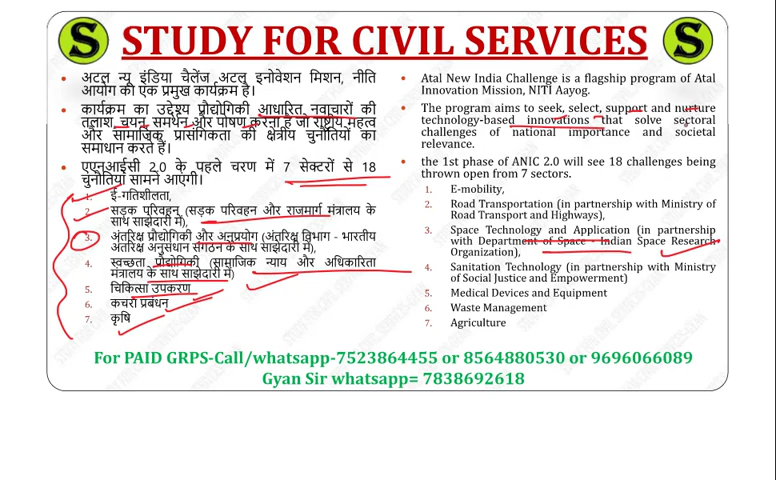 S STUDY FOR CIVIL SERVICES S
• अटल न्यू इंडिया चैलेंज अटल इनोवेशन मिशन, नीति
आयोग की एक प्रमुख कार्यक्रम है।
• कार्यक्रम का उद्देश्य प्रौद्योगिकी आधारित नवाचारों की
तलाश, चयन, समर्थन और पोषण करना है जो राष्ट्रीय महत्व
और सामाजिक प्रासंगिकता की क्षेत्रीय चुनौतियों का
समाधान करते हैं।
• एएनआईसी 2.0 के पहले चरण में 7 सेक्टरों से 18
चुनौतियां सामने आएंगी।
1. ई-गतिशीलता,
2. सड़क परिवहन (सड़क परिवहन और राजमार्ग मंत्रालय के
साथ साझेदारी में),
3. अंतरिक्ष प्रौद्योगिकी और अनुप्रयोग (अंतरिक्ष विभाग - भारतीय
अंतरिक्ष अनुसंधान संगठन के साथ साझेदारी में),
4. स्वच्छता प्रौद्योगिकी (सामाजिक न्याय और अधिकारिता
मंत्रालय के साथ साझेदारी में)
5. चिकित्सा उपकरण
6. कचरा प्रबंधन
7. कृषि
• Atal New India Challenge is a flagship program of Atal
Innovation Mission, NITI Aayog.
• The program aims to seek, select, support and nurture
technology-based innovations that solve sectoral
challenges of national importance and societal
relevance.
• the 1st phase of ANIC 2.0 will see 18 challenges being
thrown open from 7 sectors.
1. E-mobility,
2. Road Transportation (in partnership with Ministry of
Road Transport and Highways),
3. Space Technology and Application (in partnership
with Department of Space - Indian Space Research
Organization),
4. Sanitation Technology (in partnership with Ministry
of Social Justice and Empowerment)
5. Medical Devices and Equipment
6. Waste Management
7. Agriculture
For PAID GRPS-Call/whatsapp-7523864455 or 8564880530 or 9696066089
Gyan Sir whatsapp= 7838692618